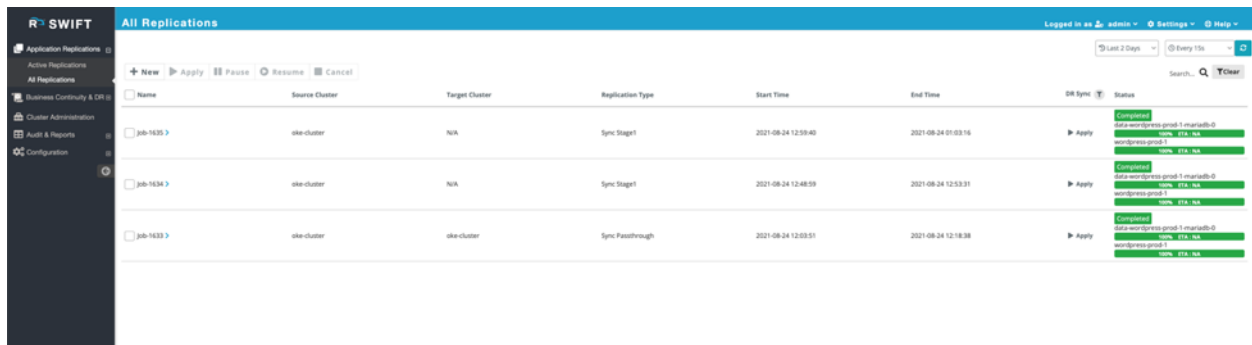 R SWIFT
All Replications
Logged in as admin Settings Help
Application Replications
Active Replications
All Replications
Business Continuity & DR
Cluster Administration
Audit & Reports
Configuration
Last 2 Days Every 15s
New Apply Pause Resume Cancel
Search... Clear
Name Source Cluster Target Cluster Replication Type Start Time End Time DR Sync Status
Job-1635 oke-cluster N/A Sync Stage1 2021-08-24 12:59:40 2021-08-24 01:03:16 Apply Completed
data-wordpress-prod-1-mariadb-0
100% ETA: NA
wordpress-prod-1
100% ETA: NA
Job-1634 oke-cluster N/A Sync Stage1 2021-08-24 12:48:59 2021-08-24 12:53:31 Apply Completed
data-wordpress-prod-1-mariadb-0
100% ETA: NA
wordpress-prod-1
100% ETA: NA
Job-1633 oke-cluster oke-cluster Sync Passthrough 2021-08-24 12:03:51 2021-08-24 12:18:38 Apply Completed
data-wordpress-prod-1-mariadb-0
100% ETA: NA
wordpress-prod-1
100% ETA: NA